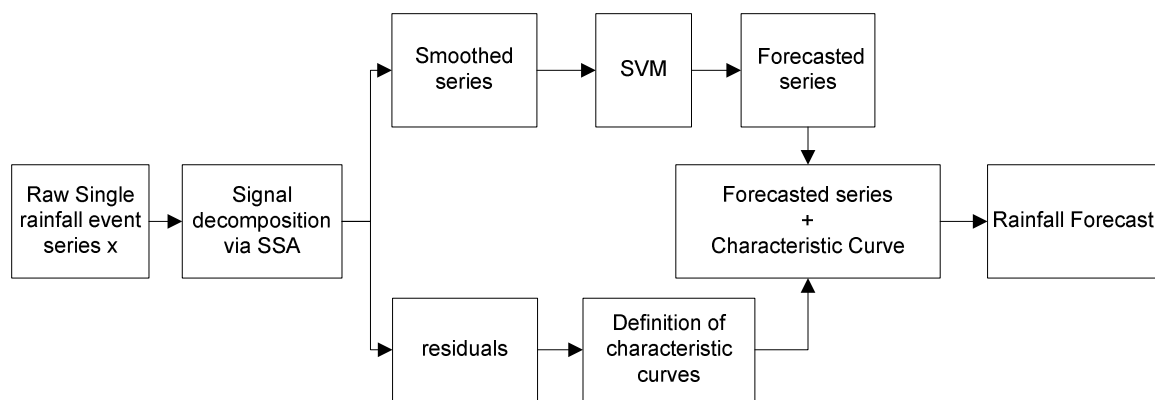 Raw Single
rainfall event
series x
Signal
decomposition
via SSA
Smoothed
series
SVM
Forecasted
series
residuals
Definition of
characteristic
curves
Forecasted series
+
Characteristic Curve
Rainfall Forecast